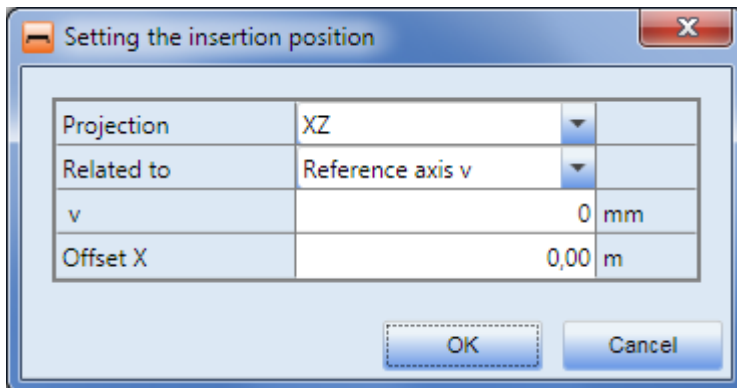 Setting the insertion position
Projection XZ
Related to Reference axis v
v 0 mm
Offset X 0,00 m
OK Cancel